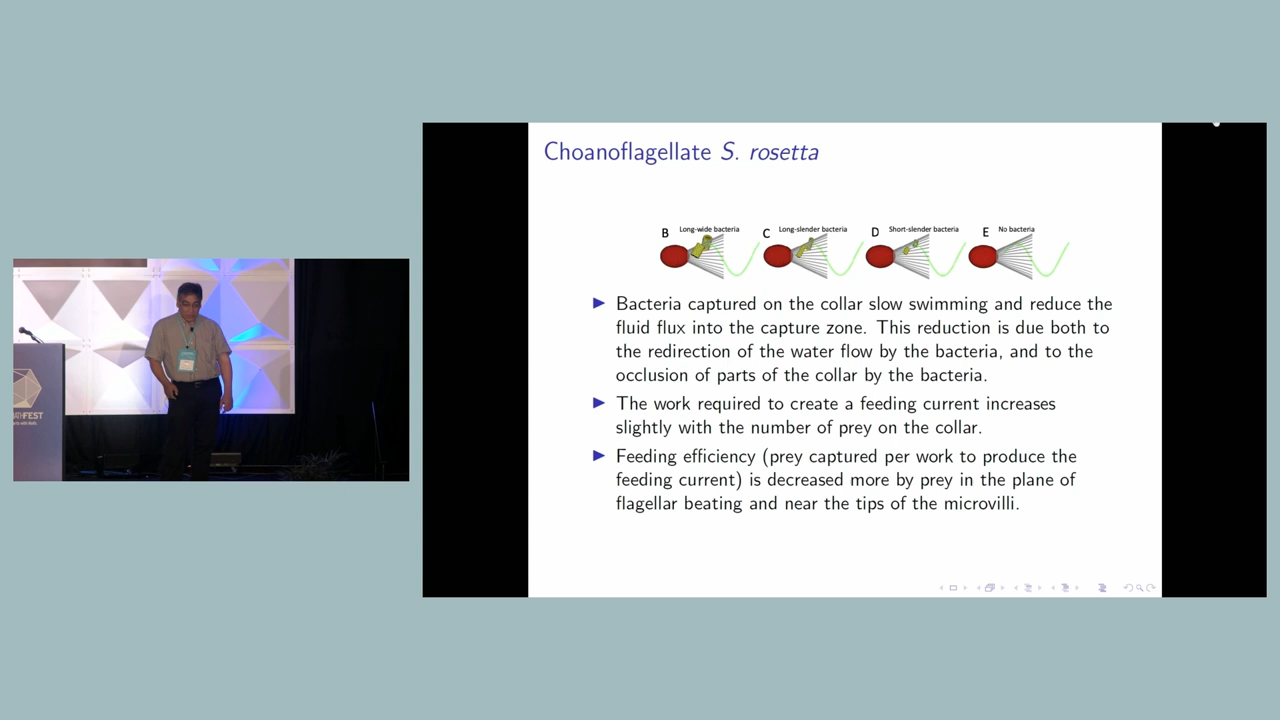 Choanoflagellate S. rosetta
B Long-wide bacteria C Long-slender bacteria D Short-slender bacteria E No bacteria
▶ Bacteria captured on the collar slow swimming and reduce the
fluid flux into the capture zone. This reduction is due both to
the redirection of the water flow by the bacteria, and to the
occlusion of parts of the collar by the bacteria.
▶ The work required to create a feeding current increases
slightly with the number of prey on the collar.
▶ Feeding efficiency (prey captured per work to produce the
feeding current) is decreased more by prey in the plane of
flagellar beating and near the tips of the microvilli.